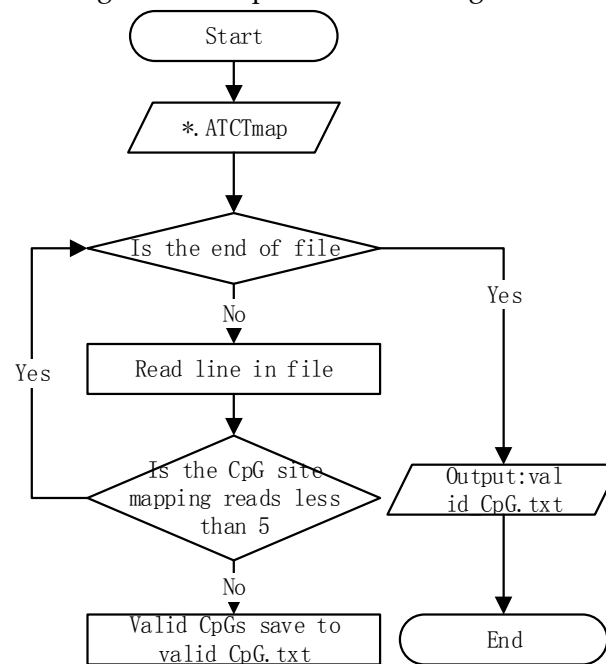 Start
*.ATCTmap
Is the end of file
No
Yes
Read line in file
Yes
Is the CpG site
mapping reads less
than 5
Output:val
id CpG.txt
No
Valid CpGs save to
valid CpG.txt
End